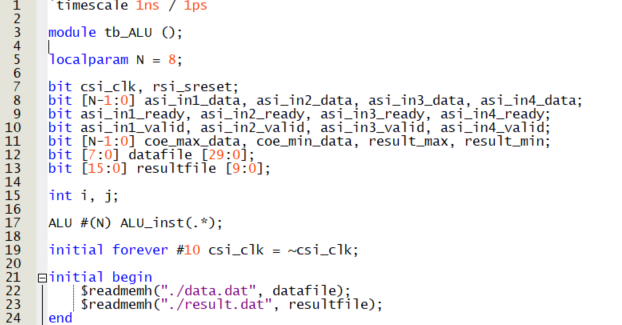 1 `timescale 1ns / 1ps
2
3 module tb_ALU ();
4
5 localparam N = 8;
6
7 bit csi_clk, rsi_sreset;
8 bit [N-1:0] asi_in1_data, asi_in2_data, asi_in3_data, asi_in4_data;
9 bit asi_in1_ready, asi_in2_ready, asi_in3_ready, asi_in4_ready;
10 bit asi_in1_valid, asi_in2_valid, asi_in3_valid, asi_in4_valid;
11 bit [N-1:0] coe_max_data, coe_min_data, result_max, result_min;
12 bit [7:0] datafile [29:0];
13 bit [15:0] resultfile [9:0];
14
15 int i, j;
16
17 ALU #(N) ALU_inst(.*);
18
19 initial forever #10 csi_clk = ~csi_clk;
20
21 initial begin
22 $readmemh("./data.dat", datafile);
23 $readmemh("./result.dat", resultfile);
24 end